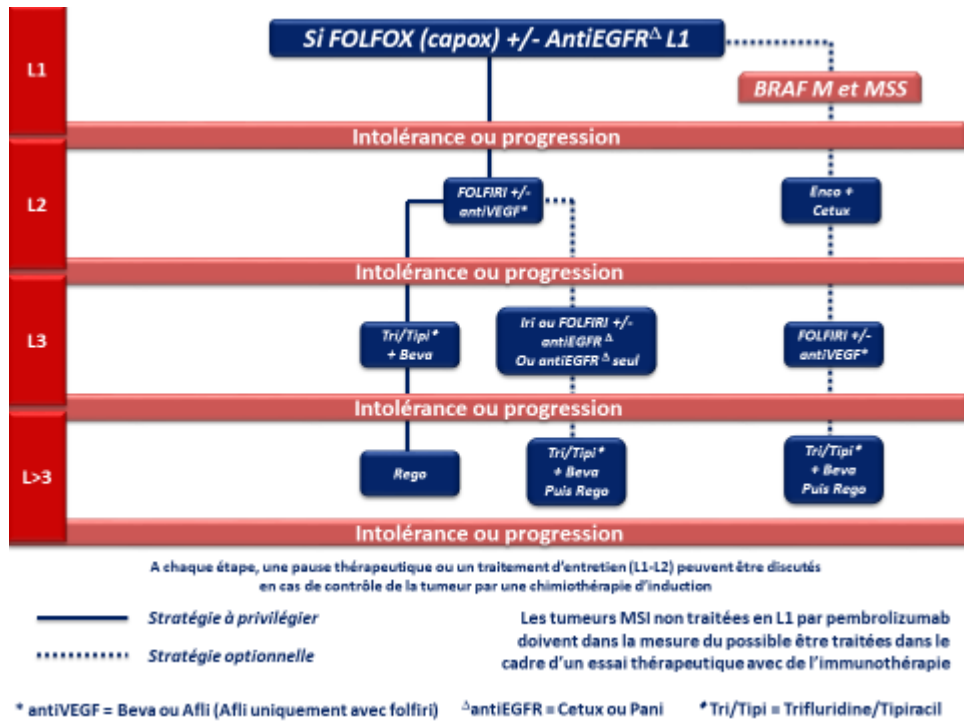 Si FOLFOX (capox) +/- AntiEGFR^Δ L1
L1
BRAF M et MSS
Intolérance ou progression
L2
FOLFIRI +/-
antiVEGF*
Enco +
Cetux
Intolérance ou progression
L3
Tri/Tipi*
+ Beva
Iri ou FOLFIRI +/-
antiEGFR Δ
Ou antiEGFR Δ seul
FOLFIRI +/-
antiVEGF*
Intolérance ou progression
L>3
Rego
Tri/Tipi*
+ Beva
Puis Rego
Tri/Tipi*
+ Beva
Puis Rego
Intolérance ou progression
A chaque étape, une pause thérapeutique ou un traitement d'entretien (L1-L2) peuvent être discutés
en cas de contrôle de la tumeur par une chimiothérapie d'induction
Stratégie à privilégier
Stratégie optionnelle
Les tumeurs MSI non traitées en L1 par pembrolizumab
doivent dans la mesure du possible être traitées dans le
cadre d'un essai thérapeutique avec de l'immunothérapie
* antiVEGF = Beva ou Afli (Afli uniquement avec folfiri) ΔantiEGFR = Cetux ou Pani *Tri/Tipi = Trifluridine/Tipiracil